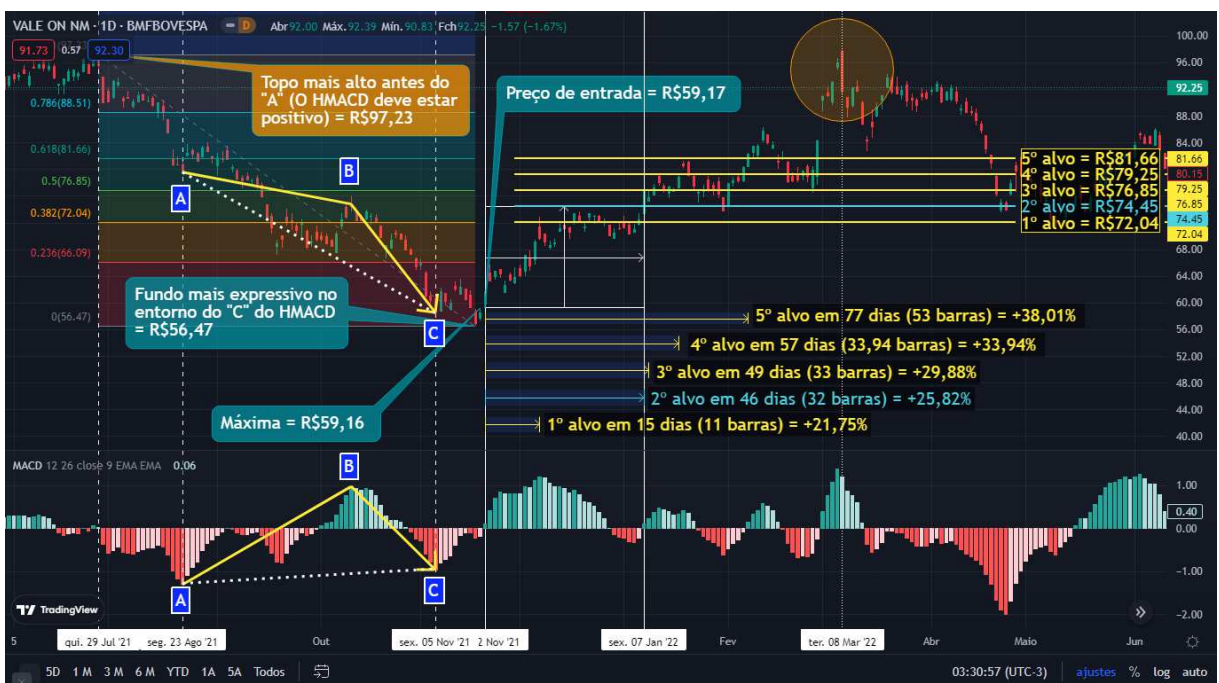 VALE ON NM · 1D · BMFBOVESPA
D
Abr92.00 Máx.92.39 Mín.90.83 Fch92.25 −1.57 (−1.67%)
91.73
0.57
92.30
0.786(88.51)
0.618(81.66)
0.5(76.85)
0.382(72.04)
0.236(66.09)
0(56.47)
Topo mais alto antes do
"A" (O HMACD deve estar
positivo) = R$97,23
Preço de entrada = R$59,17
A
B
C
Fundo mais expressivo no
entorno do "C" do HMACD
= R$56,47
Máxima = R$59,16
5º alvo = R$81,66
4º alvo = R$79,25
3º alvo = R$76,85
2º alvo = R$74,45
1º alvo = R$72,04
5º alvo em 77 dias (53 barras) = +38,01%
4º alvo em 57 dias (33,94 barras) = +33,94%
3º alvo em 49 dias (33 barras) = +29,88%
2º alvo em 46 dias (32 barras) = +25,82%
1º alvo em 15 dias (11 barras) = +21,75%
100.00
96.00
92.25
88.00
84.00
81.66
80.15
79.25
76.85
74.45
72.04
68.00
64.00
60.00
56.00
52.00
48.00
44.00
40.00
MACD 12 26 close 9 EMA EMA 0.06
B
A
C
1.00
0.40
0.00
−1.00
−2.00
TradingView
5
qui. 29 Jul '21
seg. 23 Ago '21
Out
sex. 05 Nov '21
2 Nov '21
sex. 07 Jan '22
Fev
ter. 08 Mar '22
Abr
Maio
Jun
5D 1M 3M 6M YTD 1A 5A Todos
03:30:57 (UTC-3)
ajustes % log auto